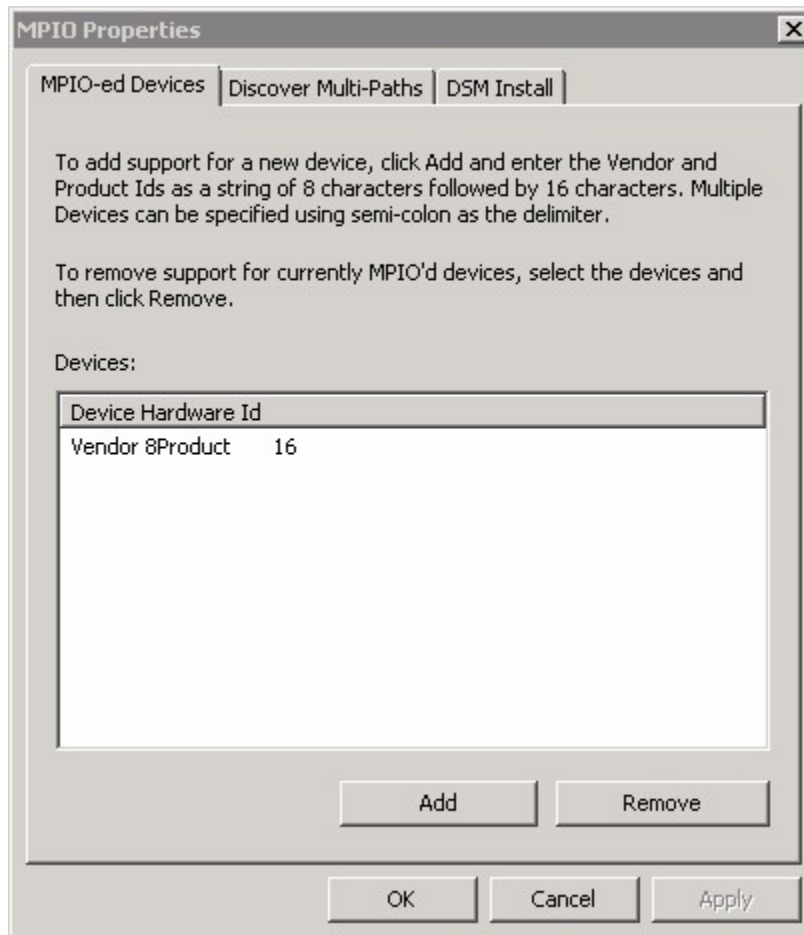 MPIO Properties
MPIO-ed Devices
Discover Multi-Paths
DSM Install
To add support for a new device, click Add and enter the Vendor and
Product Ids as a string of 8 characters followed by 16 characters. Multiple
Devices can be specified using semi-colon as the delimiter.
To remove support for currently MPIO'd devices, select the devices and
then click Remove.
Devices:
Device Hardware Id
Vendor 8Product      16
Add
Remove
OK
Cancel
Apply